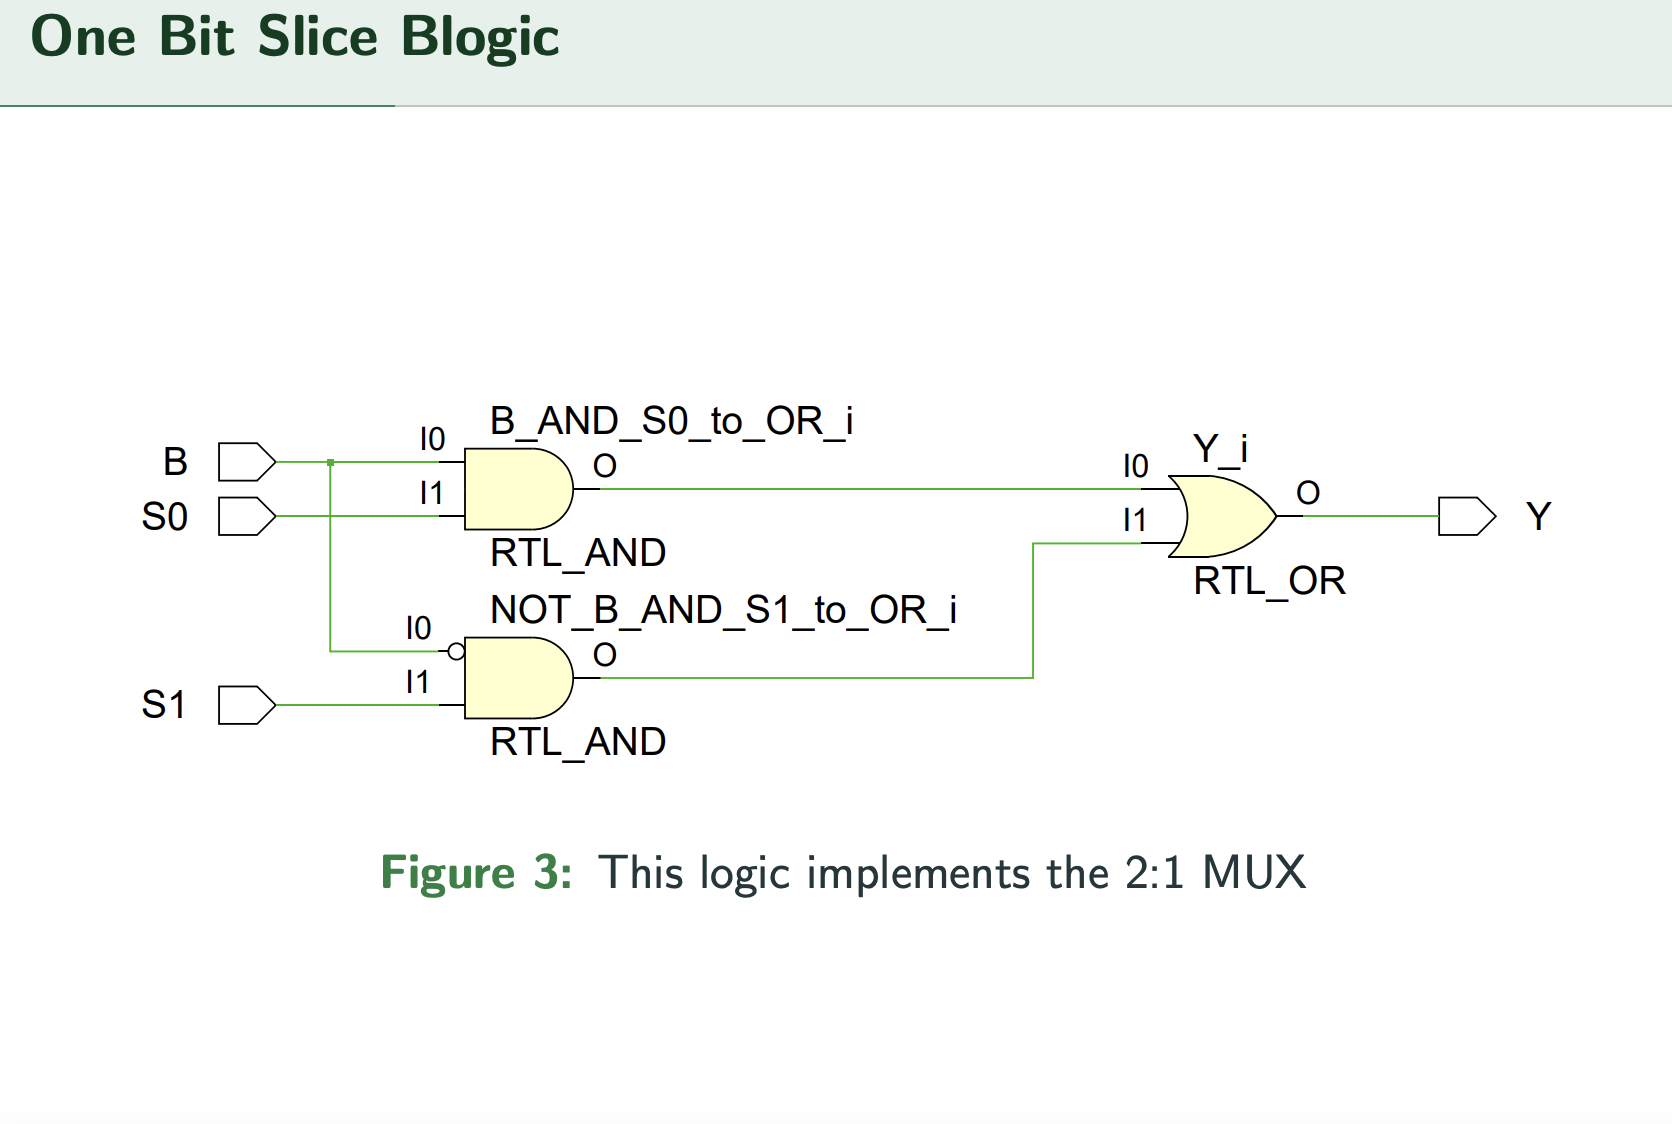 One Bit Slice Blogic
B_AND_S0_to_OR_i
B
I0
O
I1
S0
RTL_AND
Y_i
I0
O
I1
Y
RTL_OR
NOT_B_AND_S1_to_OR_i
I0
O
I1
S1
RTL_AND
Figure 3: This logic implements the 2:1 MUX